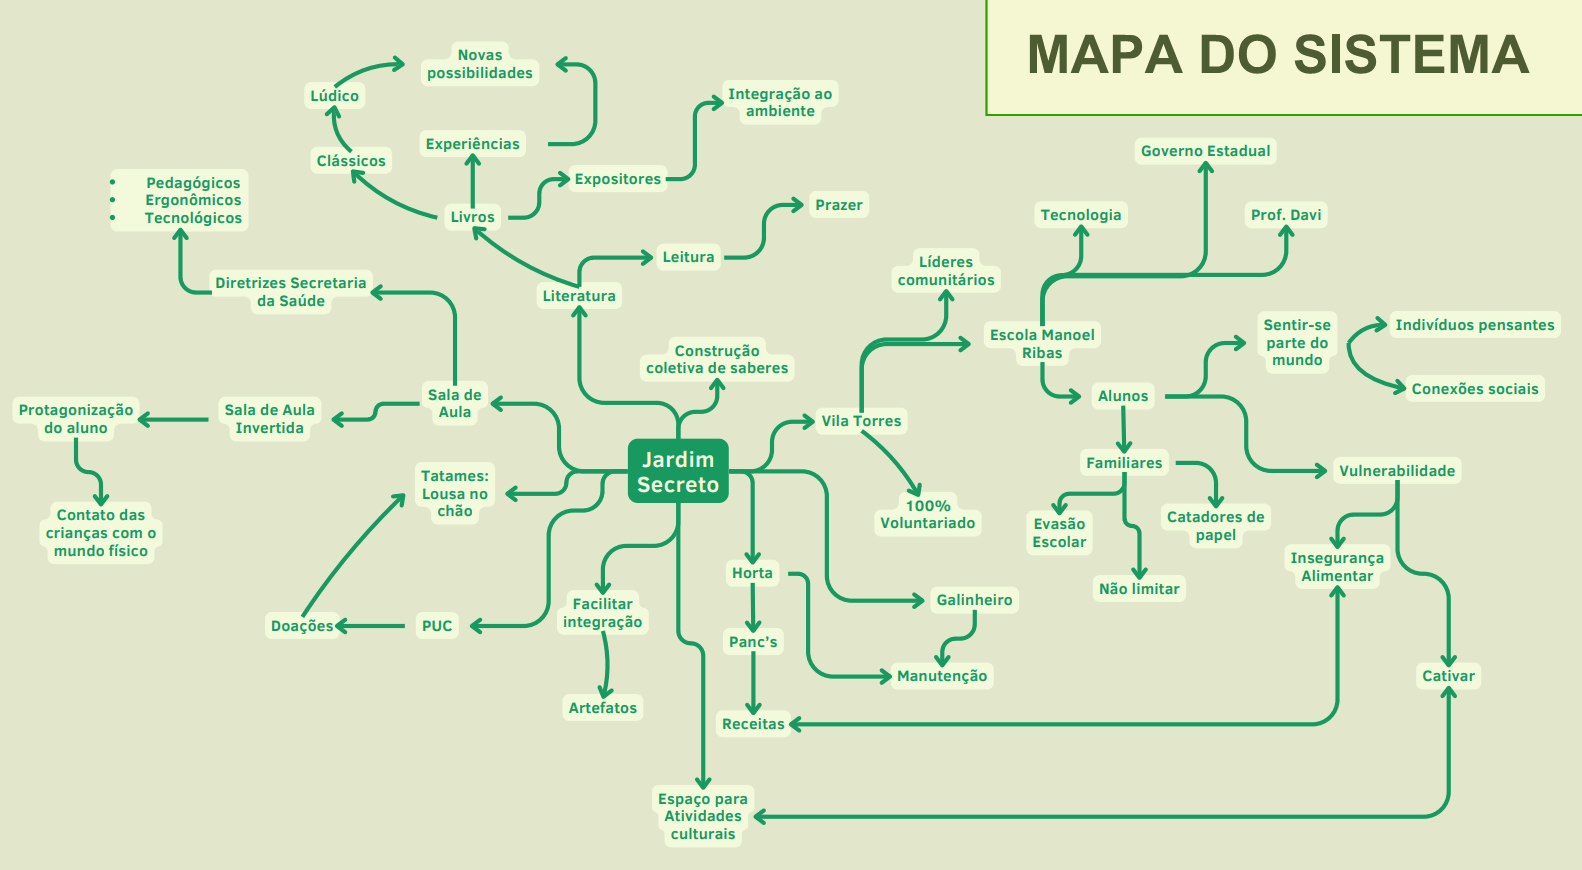 MAPA DO SISTEMA
Novas
possibilidades
Lúdico
Integração ao
ambiente
Experiências
Clássicos
Expositores
Governo Estadual
• Pedagógicos
• Ergonômicos
• Tecnológicos
Livros
Prazer
Tecnologia
Prof. Davi
Leitura
Líderes
comunitários
Diretrizes Secretaria
da Saúde
Literatura
Escola Manoel
Ribas
Sentir-se
parte do
mundo
Indivíduos pensantes
Construção
coletiva de saberes
Conexões sociais
Protagonização
do aluno
Sala de Aula
Invertida
Sala de
Aula
Vila Torres
Alunos
Jardim
Secreto
Familiares
Vulnerabilidade
Tatames:
Lousa no
chão
100%
Voluntariado
Contato das
crianças com o
mundo físico
Evasão
Escolar
Catadores de
papel
Insegurança
Alimentar
Horta
Não limitar
Galinheiro
Facilitar
integração
Doações
PUC
Panc's
Manutenção
Cativar
Artefatos
Receitas
Espaço para
Atividades
culturais